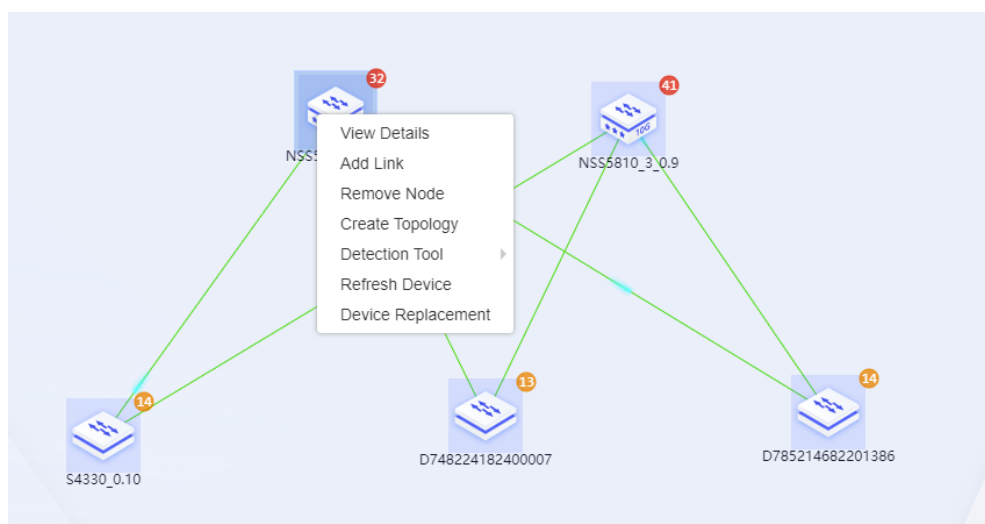 32
41
10G
View Details
NSS5810_3_0.9
Add Link
Remove Node
Create Topology
Detection Tool
Refresh Device
Device Replacement
13
14
14
D748224182400007
D785214682201386
S4330_0.10